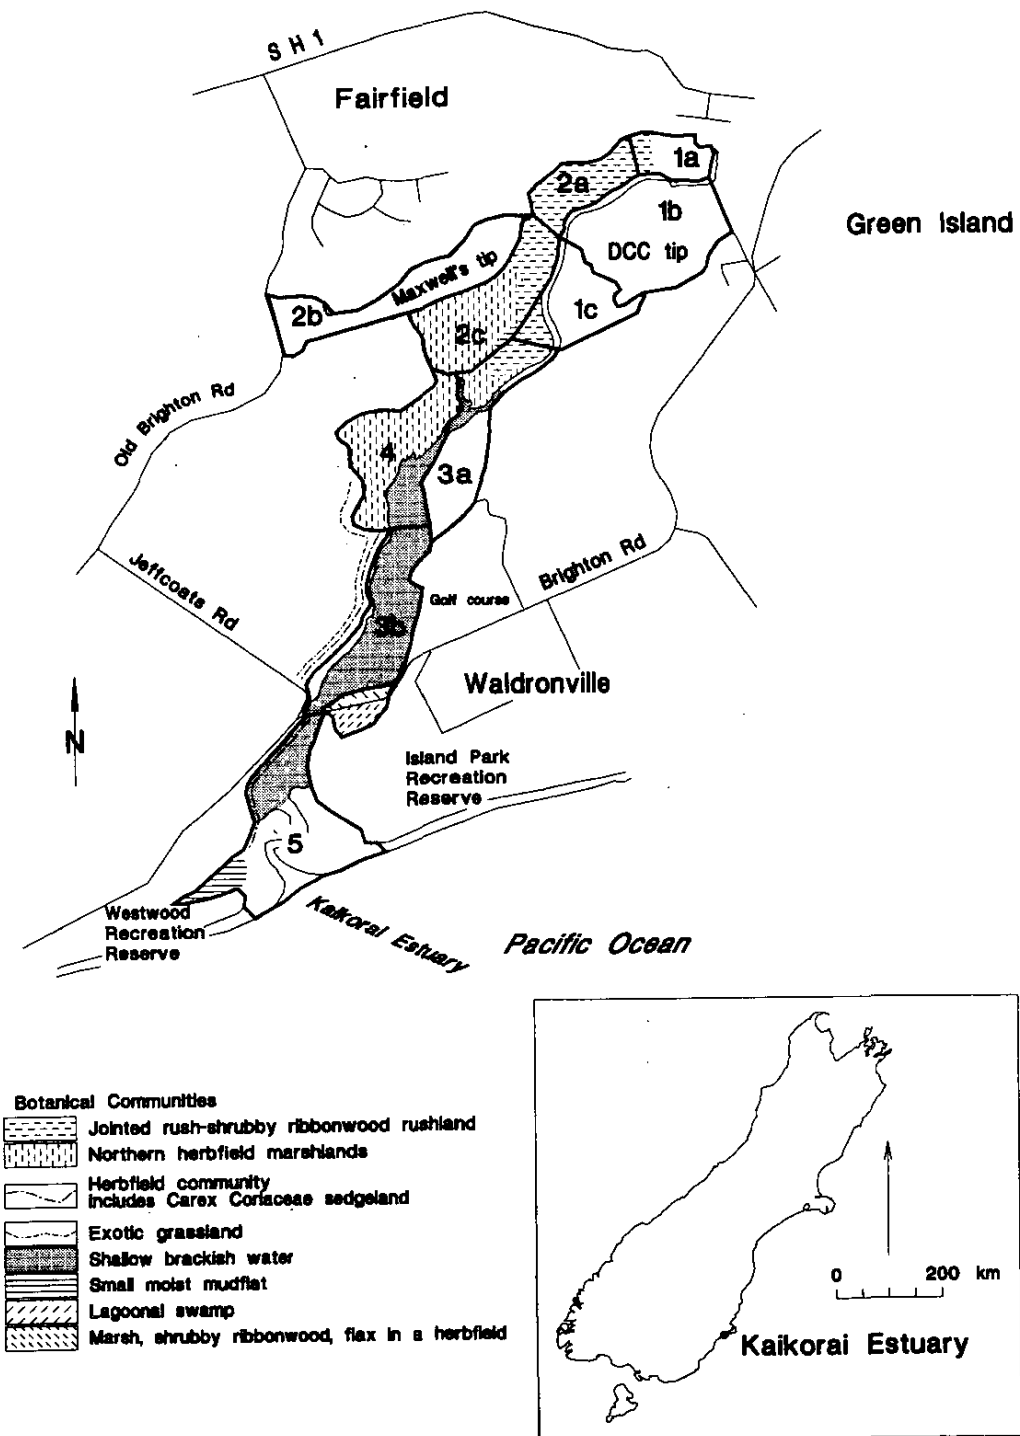 S H 1
Fairfield
1a
2a
1b
Green Island
DCC tip
Maxwell's tip
2b
1c
2c
Old Brighton Rd
4
3a
Jeffcoats Rd
Brighton Rd
Golf course
3b
Waldronville
N
Island Park
Recreation
Reserve
5
Westwood
Recreation
Reserve
Kaikorai Estuary
Pacific Ocean
Botanical Communities
Jointed rush-shrubby ribbonwood rushland
Northern herbfield marshlands
Herbfield community
includes Carex Coriaceae sedgeland
Exotic grassland
Shallow brackish water
Small moist mudflat
Lagoonal swamp
Marsh, shrubby ribbonwood, flax in a herbfield
0 200 km
Kaikorai Estuary